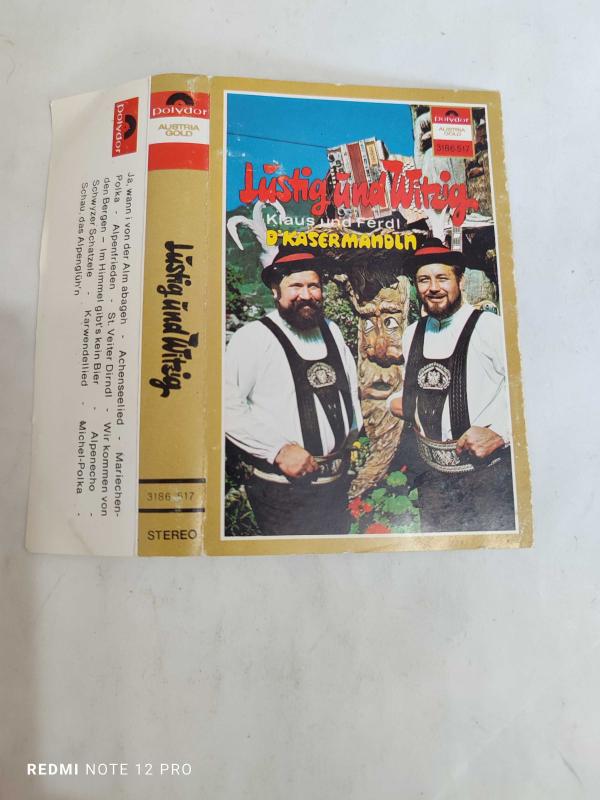 Polydor
Ja, wann i von der Alm abageh - Achenseelied - Mariechen-
Polka - Alpenfrieden - St. Veiter Dirndl - Wir kommen von
den Bergen - Im Himmel gibt's kein Bier - Alpenecho -
Schwyzer Schatzele - Karwendellied - Michel-Polka -
Schau, das Alpenglüh'n
Polydor
AUSTRIA
GOLD
Lustig und Witzig
3186 517
STEREO
Polydor
AUSTRIA
GOLD
3186 517
Lustig und Witzig
Klaus und Ferdl
D'KASERMANDLN
REDMI NOTE 12 PRO